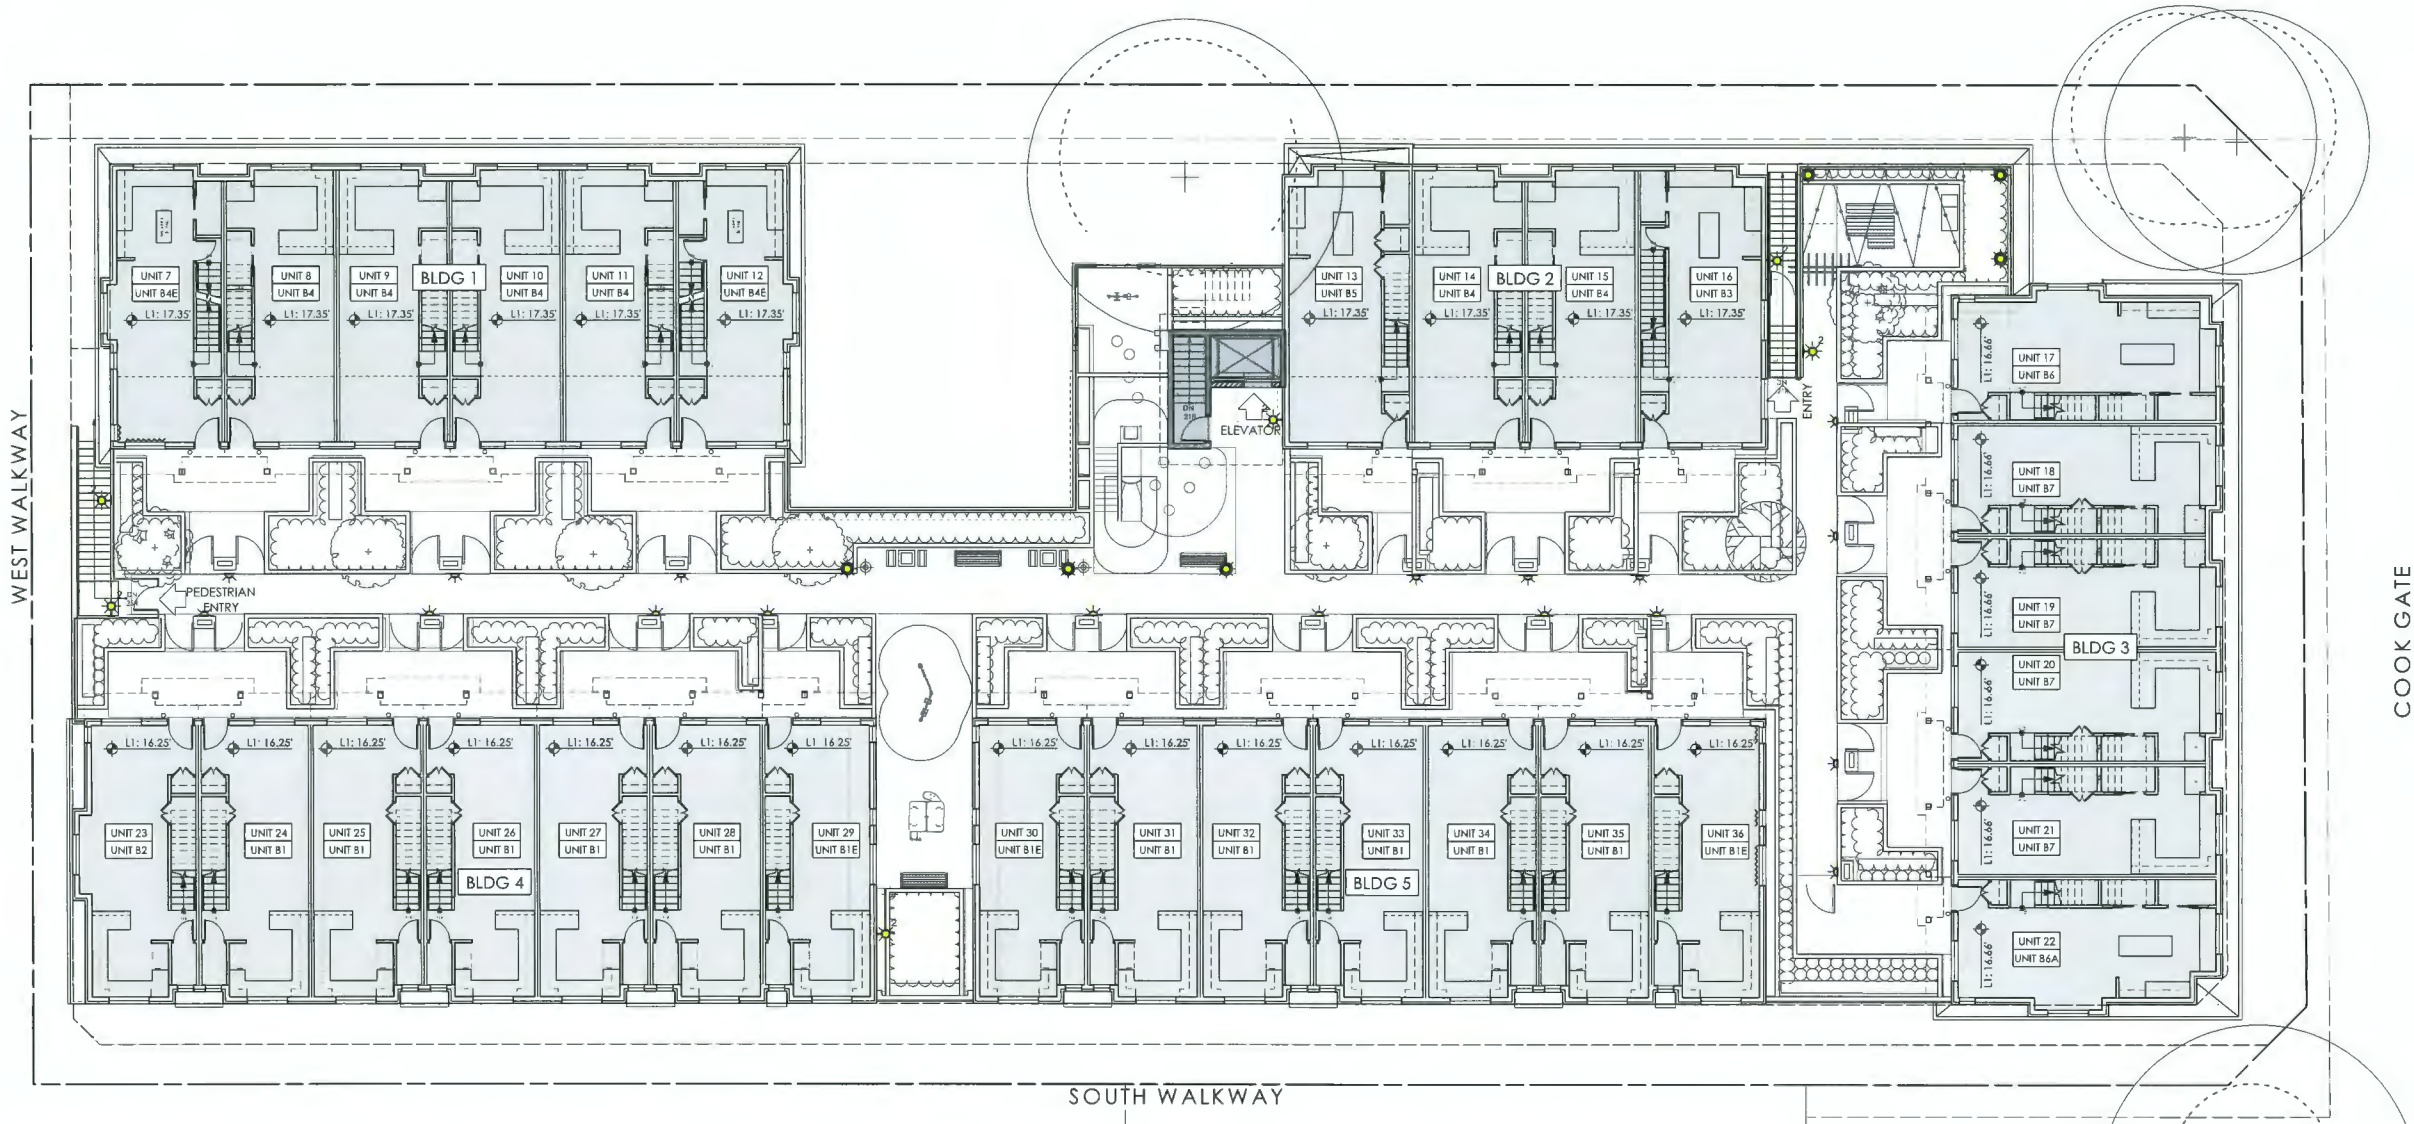 WEST WALKWAY
UNIT 7
UNIT B4E
L1: 17.35'
UNIT 8
UNIT B4
L1: 17.35'
UNIT 9
UNIT B4
L1: 17.35'
BLDG 1
UNIT 10
UNIT B4
L1: 17.35'
UNIT 11
UNIT B4
L1: 17.35'
UNIT 12
UNIT B4E
L1: 17.35'
DN
ELEVATOR
2
UNIT 13
UNIT B5
L1: 17.35'
UNIT 14
UNIT B4
L1: 17.35'
BLDG 2
UNIT 15
UNIT B4
L1: 17.35'
UNIT 16
UNIT B3
L1: 17.35'
2
ENTRY
2
PEDESTRIAN
ENTRY
2
UNIT 17
UNIT B6
L1: 16.66'
UNIT 18
UNIT B7
L1: 16.66'
UNIT 19
UNIT B7
L1: 16.66'
BLDG 3
UNIT 20
UNIT B7
L1: 16.66'
UNIT 21
UNIT B7
L1: 16.66'
UNIT 22
UNIT B6A
L1: 16.66'
COOK GATE
L1: 16.25'
UNIT 23
UNIT B2
L1: 16.25'
UNIT 24
UNIT B1
L1: 16.25'
UNIT 25
UNIT B1
L1: 16.25'
UNIT 26
UNIT B1
BLDG 4
L1: 16.25'
UNIT 27
UNIT B1
L1: 16.25'
UNIT 28
UNIT B1
L1: 16.25'
UNIT 29
UNIT B1E
2
L1: 16.25'
UNIT 30
UNIT B1E
L1: 16.25'
UNIT 31
UNIT B1
L1: 16.25'
UNIT 32
UNIT B1
L1: 16.25'
UNIT 33
UNIT B1
BLDG 5
L1: 16.25'
UNIT 34
UNIT B1
L1: 16.25'
UNIT 35
UNIT B1
L1: 16.25'
UNIT 36
UNIT B1E
SOUTH WALKWAY